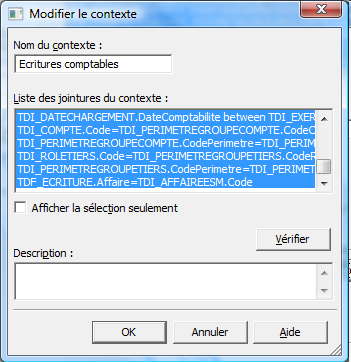 Modifier le contexte
Nom du contexte :
Ecritures comptables
Liste des jointures du contexte :
TDI_DATECHARGEMENT.DateComptabilite between TDI_EXER
TDI_COMPTE.Code=TDI_PERIMETREGROUPECOMPTE.CodeC
TDI_PERIMETREGROUPECOMPTE.CodePerimetre=TDI_PERIM
TDI_ROLETIERS.Code=TDI_PERIMETREGROUPETIERS.CodeR
TDI_PERIMETREGROUPETIERS.CodePerimetre=TDI_PERIMET
TDF_ECRITURE.Affaire=TDI_AFFAIREESM.Code
Afficher la sélection seulement
Vérifier
Description :
OK
Annuler
Aide